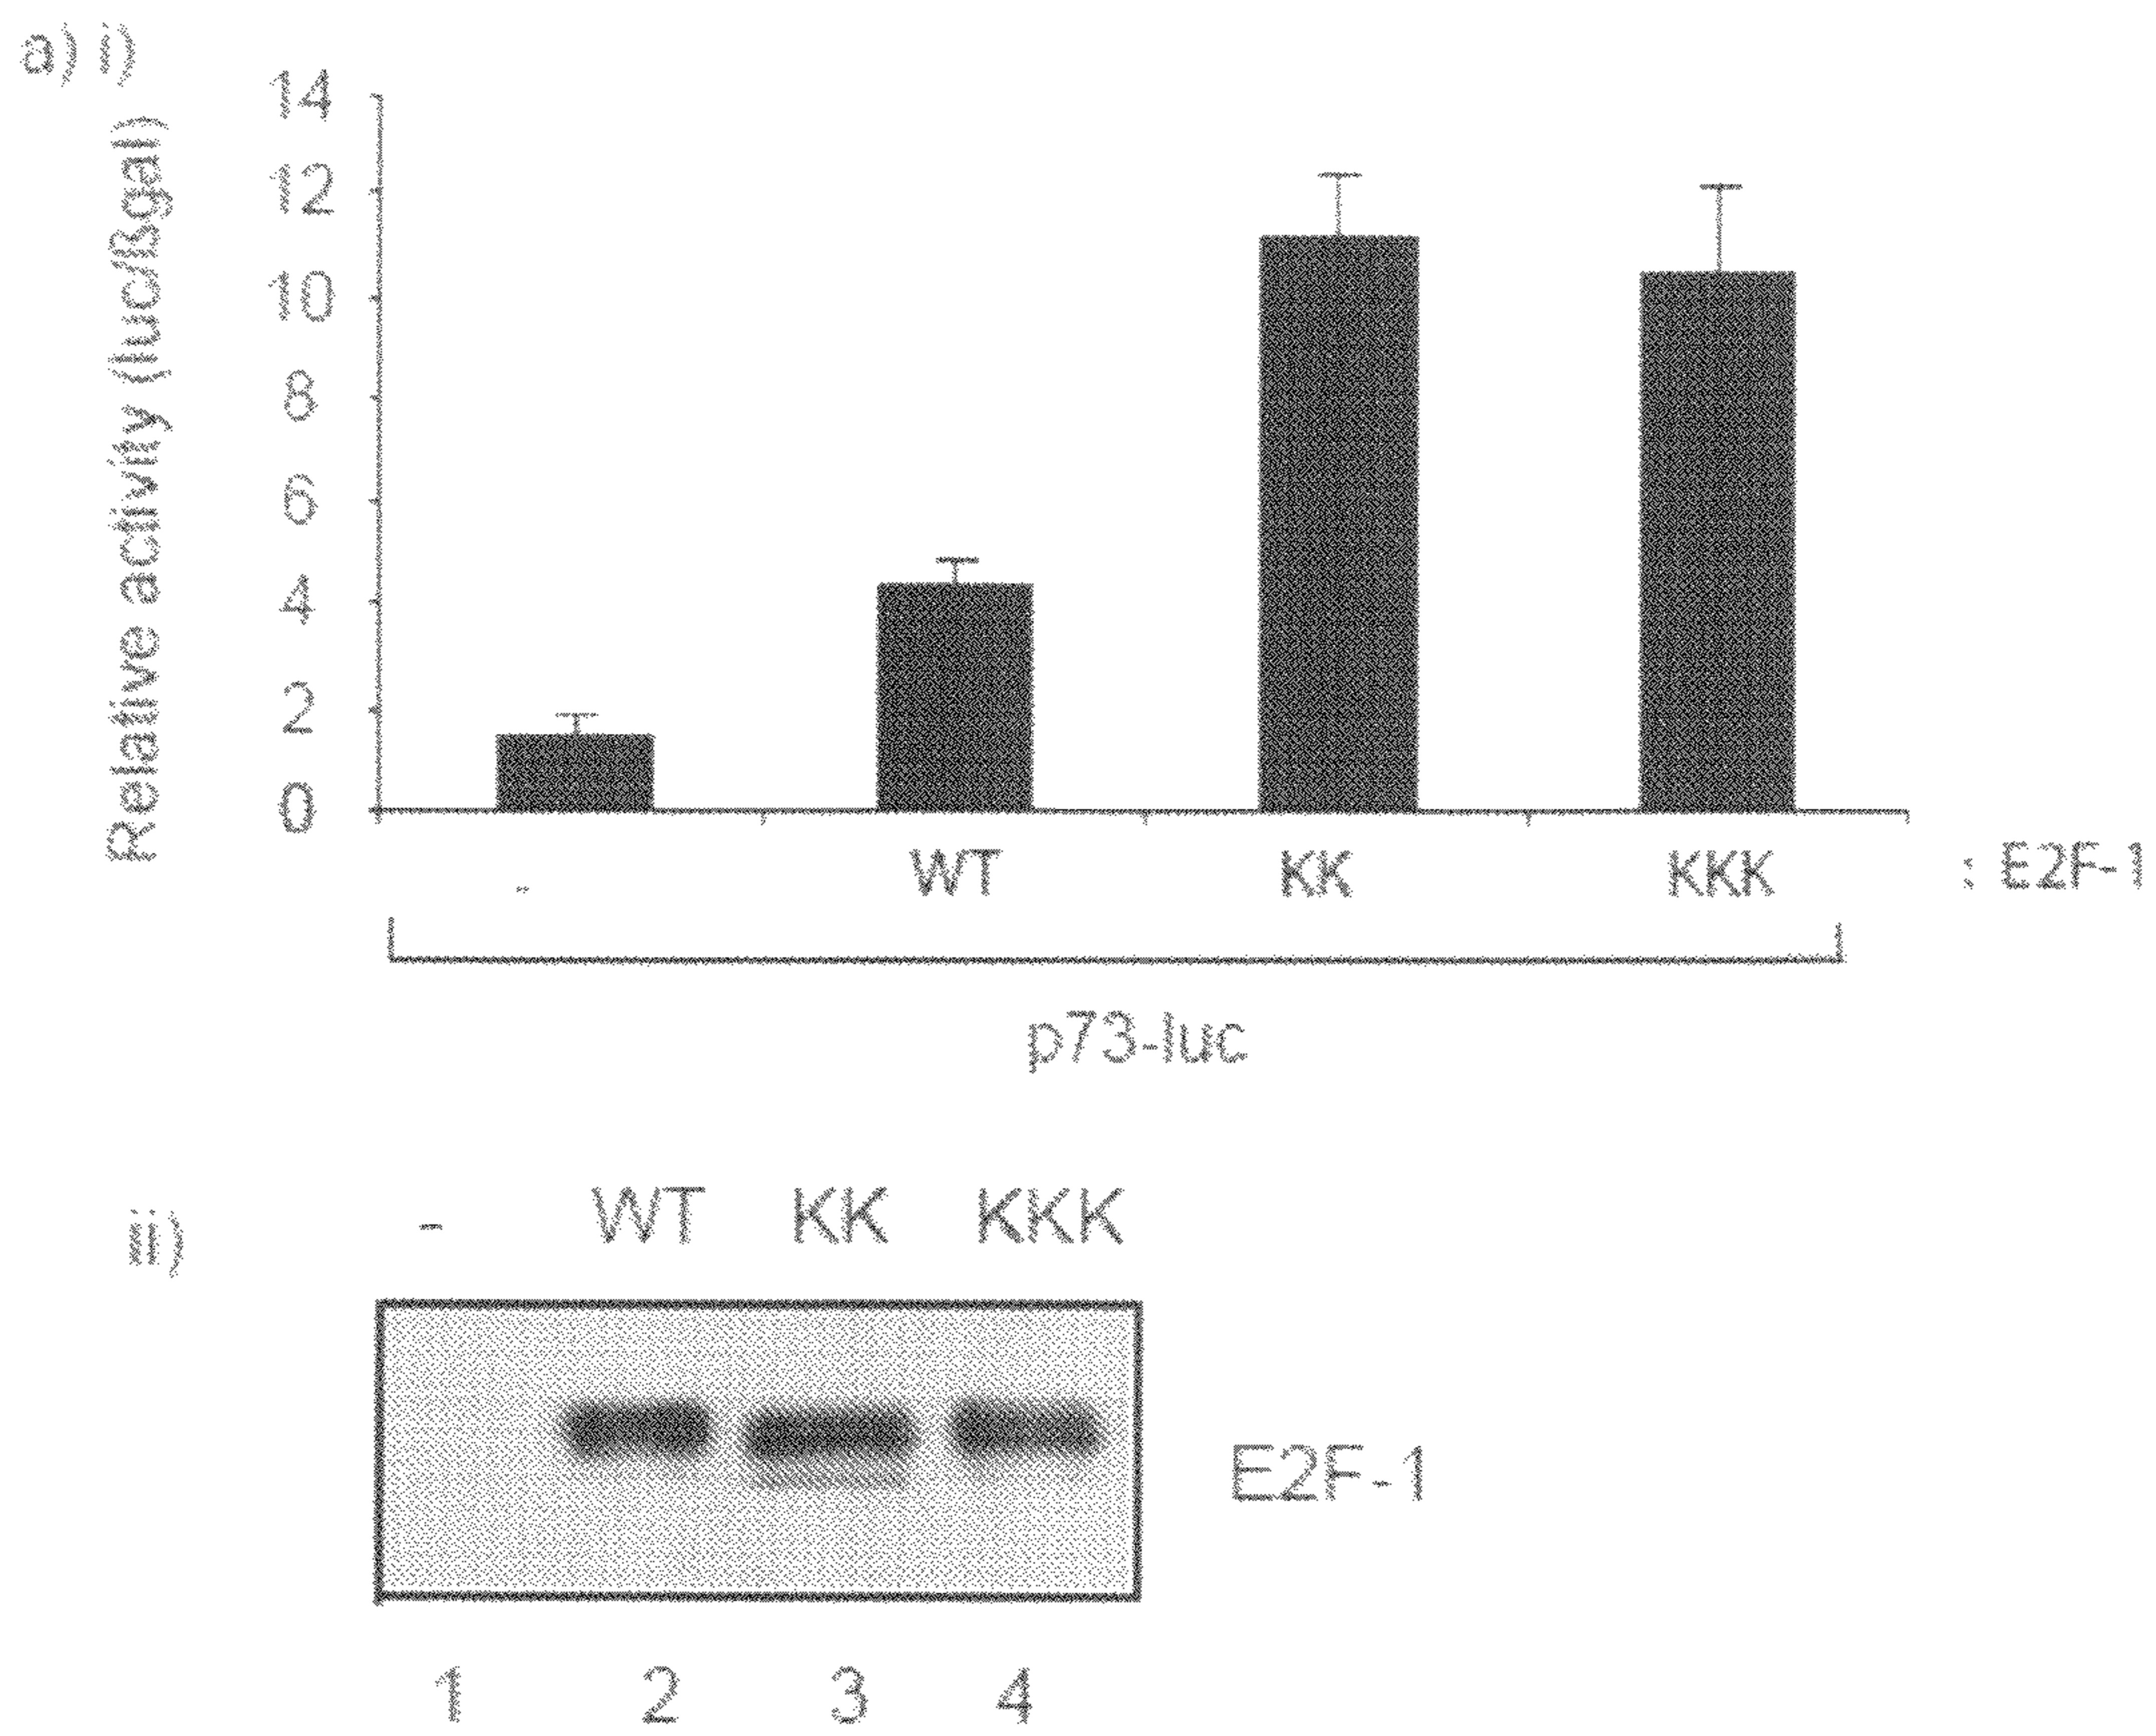 a) i)
Relative activity (luc/ßgal)
14
12
10
8
6
4
2
0
- WT KK KKK : E2F-1
p73-luc
ii) - WT KK KKK
E2F-1
1 2 3 4